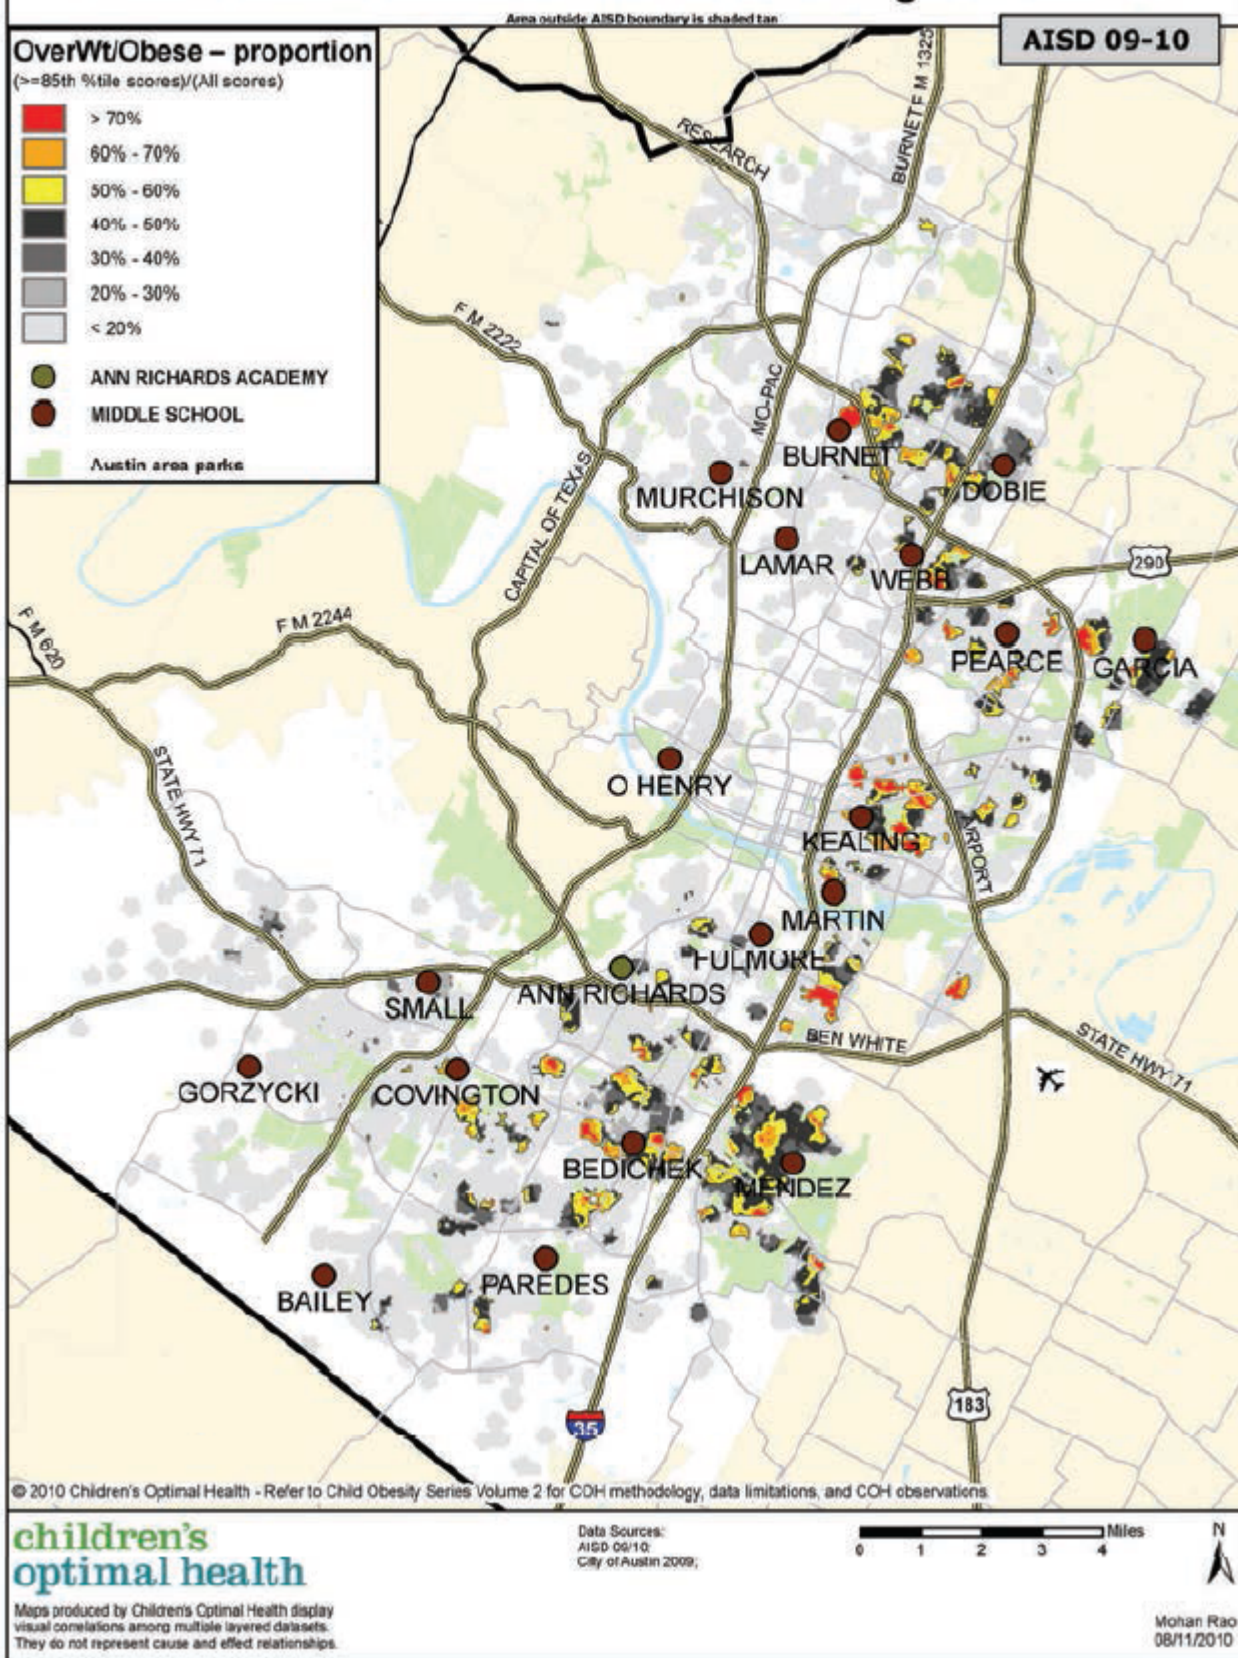 Area outside AISD boundary is shaded tan
AISD 09-10
OverWt/Obese – proportion
(>=85th %tile scores)/(All scores)
> 70%
60% - 70%
50% - 60%
40% - 50%
30% - 40%
20% - 30%
< 20%
ANN RICHARDS ACADEMY
MIDDLE SCHOOL
Austin area parks
RESEARCH
BURNET F M 1325
F M 2222
MO-PAC
CAPITAL OF TEXAS
BURNET
MURCHISON
DOBIE
LAMAR
WEBB
290
F M 620
F M 2244
PEARCE
GARCIA
STATE HWY 71
O HENRY
KEALING
AIRPORT
MARTIN
FULMORE
SMALL
ANN RICHARDS
BEN WHITE
STATE HWY 71
GORZYCKI
COVINGTON
BEDICHEK
MENDEZ
BAILEY
PAREDES
183
35
© 2010 Children's Optimal Health - Refer to Child Obesity Series Volume 2 for COH methodology, data limitations, and COH observations
children's
optimal health
Maps produced by Children's Optimal Health display
visual correlations among multiple layered datasets.
They do not represent cause and effect relationships.
Data Sources:
AISD 09/10;
City of Austin 2009;
Miles
0 1 2 3 4
N
Mohan Rao
08/11/2010